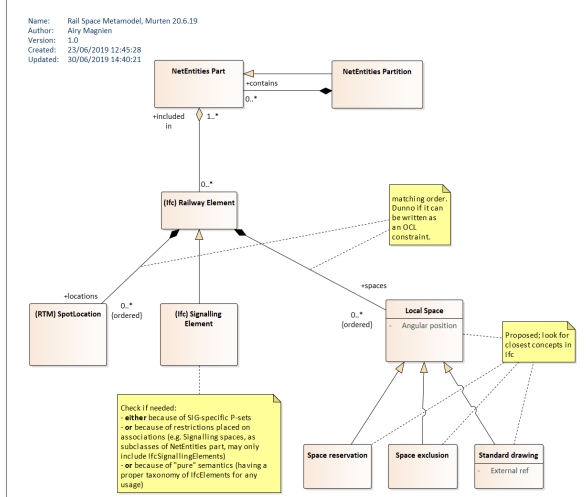 Name: Rail Space Metamodel, Murten 20.6.19
Author: Airy Magnien
Version: 1.0
Created: 23/06/2019 12:45:28
Updated: 30/06/2019 14:40:21
NetEntities Part
NetEntities Partition
+contains
0..*
+included
in
1..*
0..*
(Ifc) Railway Element
matching order.
Dunno if it can
be written as
an OCL
constraint.
+locations
0..*
{ordered}
+spaces
0..*
{ordered}
(RTM) SpotLocation
(Ifc) Signalling
Element
Local Space
- Angular position
Proposed; look for
closest concepts in
Ifc
Check if needed:
- either because of SIG-specific P-sets
- or because of restrictions placed on
associations (e.g. Signalling spaces, as
subclasses of NetEntities part, may only
include IfcSignallingElements)
- or because of "pure" semantics (having a
proper taxonomy of IfcElements for any
usage)
Space reservation
Space exclusion
Standard drawing
- External ref